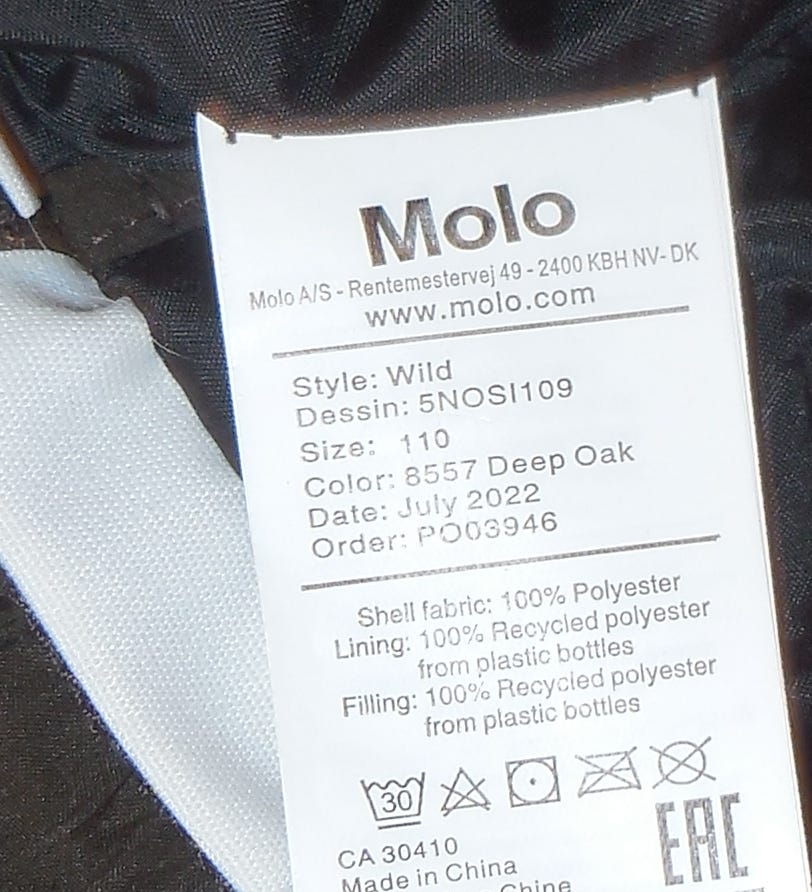 Molo
Molo A/S - Rentemestervej 49 - 2400 KBH NV- DK
www.molo.com
Style: Wild
Dessin: 5NOSI109
Size: 110
Color: 8557 Deep Oak
Date: July 2022
Order: PO03946
Shell fabric: 100% Polyester
Lining: 100% Recycled polyester
from plastic bottles
Filling: 100% Recycled polyester
from plastic bottles
30
EAC
CA 30410
Made in China
Chine